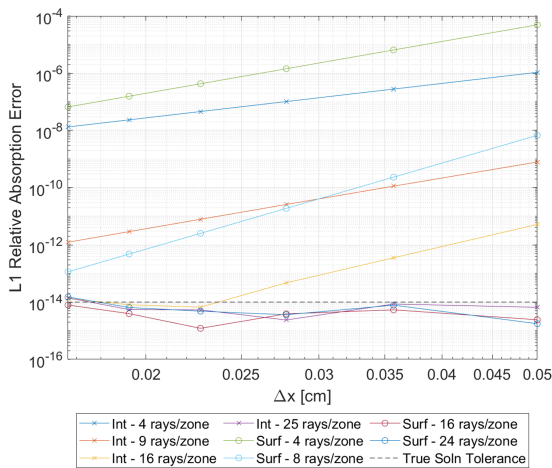 10-4
10-6
10-8
10-10
10-12
10-14
10-16
L1 Relative Absorption Error
0.02 0.025 0.03 0.035 0.04 0.045 0.05
Δx [cm]
Int - 4 rays/zone Int - 25 rays/zone Surf - 16 rays/zone
Int - 9 rays/zone Surf - 4 rays/zone Surf - 24 rays/zone
Int - 16 rays/zone Surf - 8 rays/zone True Soln Tolerance